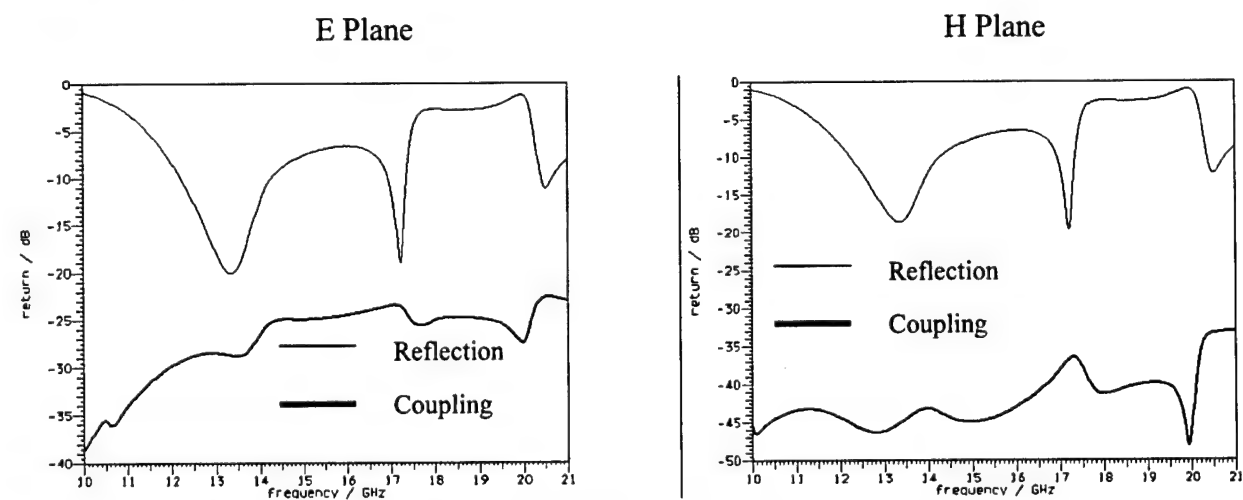 E Plane
H Plane
0
-5
-10
-15
-20
-25
-30
-35
-40
return / dB
10 11 12 13 14 15 16 17 18 19 20 21
frequency / GHz
Reflection
Coupling
0
-5
-10
-15
-20
-25
-30
-35
-40
-45
-50
return / dB
10 11 12 13 14 15 16 17 18 19 20 21
frequency / GHz
Reflection
Coupling